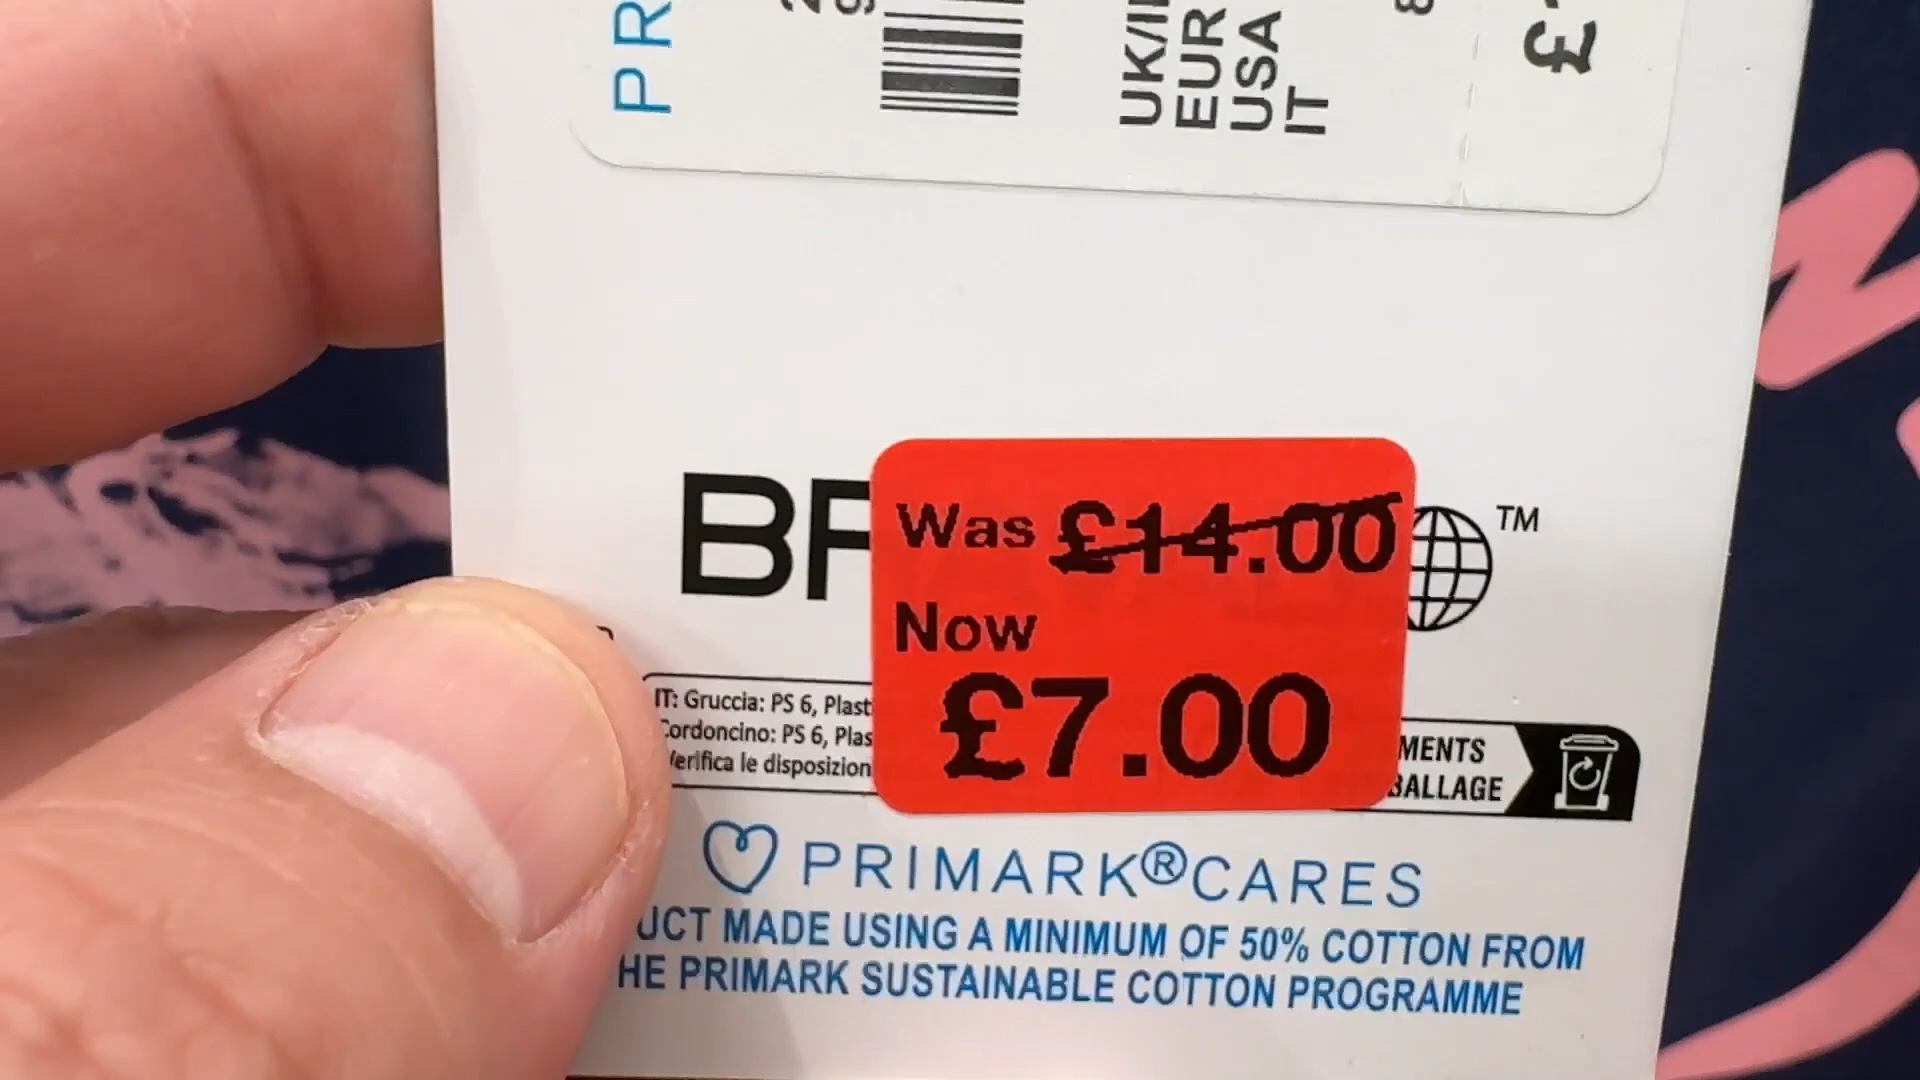 PR
UK/I
EUR
USA
IT
£
BR
TM
Was £14.00
Now
£7.00
IT: Gruccia: PS 6, Plast
Cordoncino: PS 6, Plas
Verifica le disposizion
MENTS
BALLAGE
PRIMARK®CARES
UCT MADE USING A MINIMUM OF 50% COTTON FROM
HE PRIMARK SUSTAINABLE COTTON PROGRAMME